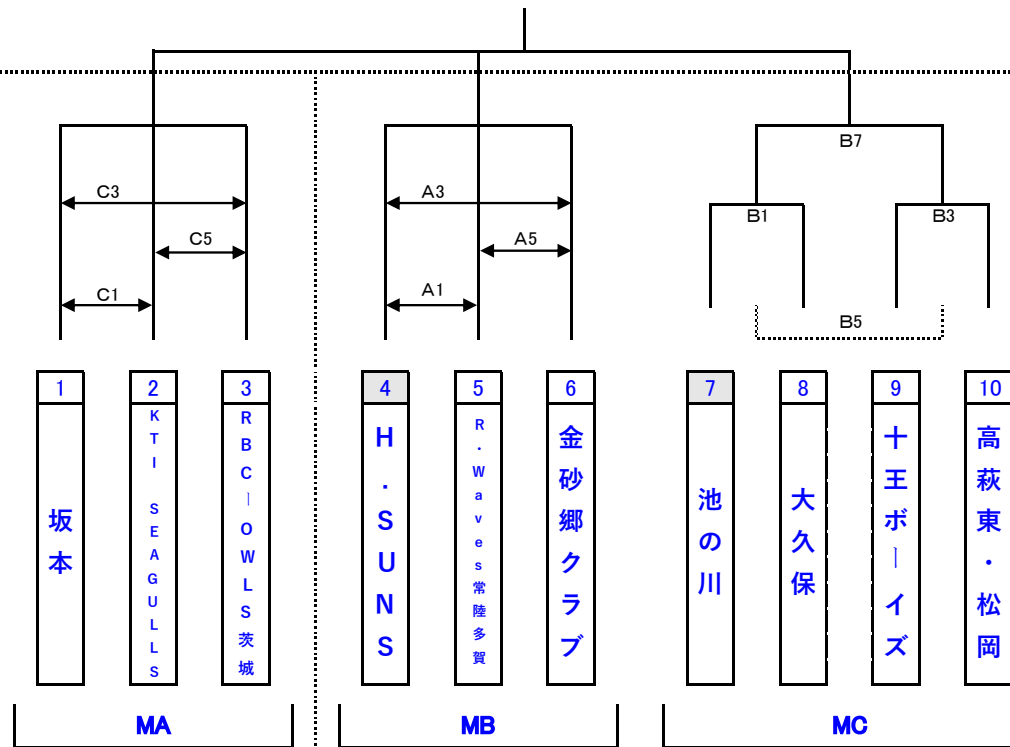 B7
C3
A3
B1
B3
C5
A5
C1
A1
B5
1
2
3
4
5
6
7
8
9
10
坂本
KTI SEAGULLS
RBCーOWLS茨城
H.SUNS
R・Waves常陸多賀
金砂郷クラブ
池の川
大久保
十王ボーイズ
高萩東・松岡
MA
MB
MC